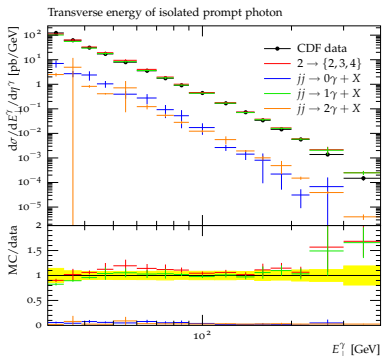 Transverse energy of isolated prompt photon
dσ/dE⊥^γ/dη^γ [pb/GeV]
10^2
10^1
1
10^-1
10^-2
10^-3
10^-4
10^-5
CDF data
2 → {2,3,4}
jj → 0γ + X
jj → 1γ + X
jj → 2γ + X
MC/data
2
1.5
1
0.5
0
10^2
E⊥^γ [GeV]